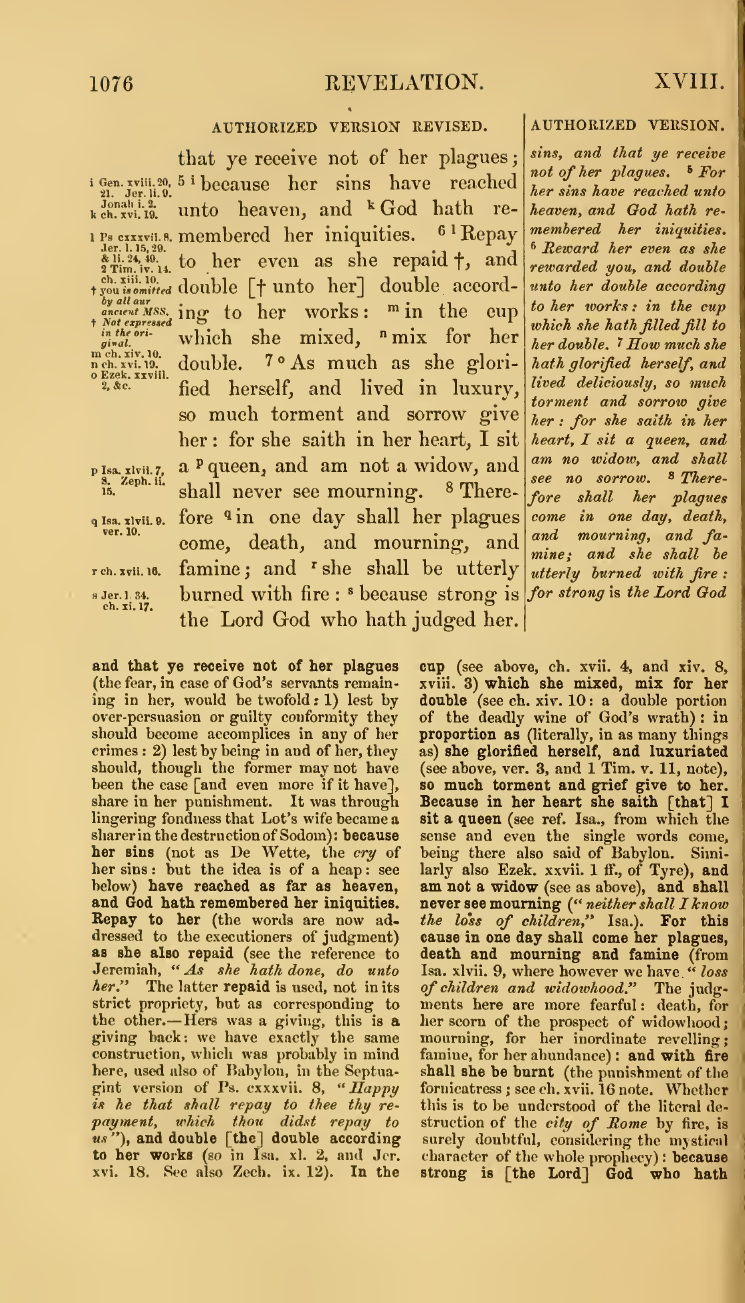 1076
REVELATION.
XVIII.
AUTHORIZED VERSION REVISED.
that ye receive not of her plagues;
5 i because her sins have reached
unto heaven, and k God hath re-
membered her iniquities. 6 l Repay
to her even as she repaid †, and
double [† unto her] double accord-
ing to her works: m in the cup
which she mixed, n mix for her
double. 7 o As much as she glori-
fied herself, and lived in luxury,
so much torment and sorrow give
her: for she saith in her heart, I sit
a p queen, and am not a widow, and
shall never see mourning. 8 There-
fore q in one day shall her plagues
come, death, and mourning, and
famine; and r she shall be utterly
burned with fire: s because strong is
the Lord God who hath judged her.
i Gen. xviii. 20,
21. Jer. li. 9.
Jonah i. 2.
k ch. xvi. 19.
l Ps cxxxvii. 8.
Jer. l. 15, 29.
& li. 24, 49.
2 Tim. iv. 14.
ch. xiii. 10.
† you is omitted
by all our
ancient MSS.
† Not expressed
in the ori-
ginal.
m ch. xiv. 10.
n ch. xvi. 19.
o Ezek. xxviii.
2, &c.
p Isa. xlvii. 7,
8. Zeph. ii.
15.
q Isa. xlvii. 9.
ver. 10.
r ch. xvii. 16.
s Jer. l. 34.
ch. xi. 17.
AUTHORIZED VERSION.
sins, and that ye receive
not of her plagues. 5 For
her sins have reached unto
heaven, and God hath re-
membered her iniquities.
6 Reward her even as she
rewarded you, and double
unto her double according
to her works: in the cup
which she hath filled fill to
her double. 7 How much she
hath glorified herself, and
lived deliciously, so much
torment and sorrow give
her: for she saith in her
heart, I sit a queen, and
am no widow, and shall
see no sorrow. 8 There-
fore shall her plagues
come in one day, death,
and mourning, and fa-
mine; and she shall be
utterly burned with fire:
for strong is the Lord God
and that ye receive not of her plagues
(the fear, in case of God's servants remain-
ing in her, would be twofold: 1) lest by
over-persuasion or guilty conformity they
should become accomplices in any of her
crimes: 2) lest by being in and of her, they
should, though the former may not have
been the case [and even more if it have],
share in her punishment. It was through
lingering fondness that Lot's wife became a
sharer in the destruction of Sodom): because
her sins (not as De Wette, the cry of
her sins: but the idea is of a heap: see
below) have reached as far as heaven,
and God hath remembered her iniquities.
Repay to her (the words are now ad-
dressed to the executioners of judgment)
as she also repaid (see the reference to
Jeremiah, "As she hath done, do unto
her." The latter repaid is used, not in its
strict propriety, but as corresponding to
the other.—Hers was a giving, this is a
giving back: we have exactly the same
construction, which was probably in mind
here, used also of Babylon, in the Septua-
gint version of Ps. cxxxvii. 8, "Happy
is he that shall repay to thee thy re-
payment, which thou didst repay to
us"), and double [the] double according
to her works (so in Isa. xl. 2, and Jer.
xvi. 18. See also Zech. ix. 12). In the
cup (see above, ch. xvii. 4, and xiv. 8,
xviii. 3) which she mixed, mix for her
double (see ch. xiv. 10: a double portion
of the deadly wine of God's wrath): in
proportion as (literally, in as many things
as) she glorified herself, and luxuriated
(see above, ver. 3, and 1 Tim. v. 11, note),
so much torment and grief give to her.
Because in her heart she saith [that] I
sit a queen (see ref. Isa., from which the
sense and even the single words come,
being there also said of Babylon. Simi-
larly also Ezek. xxvii. 1 ff., of Tyre), and
am not a widow (see as above), and shall
never see mourning ("neither shall I know
the loss of children," Isa.). For this
cause in one day shall come her plagues,
death and mourning and famine (from
Isa. xlvii. 9, where however we have "loss
of children and widowhood." The judg-
ments here are more fearful: death, for
her scorn of the prospect of widowhood;
mourning, for her inordinate revelling;
famine, for her abundance): and with fire
shall she be burnt (the punishment of the
fornicatress; see ch. xvii. 16 note. Whether
this is to be understood of the literal de-
struction of the city of Rome by fire, is
surely doubtful, considering the mystical
character of the whole prophecy): because
strong is [the Lord] God who hath